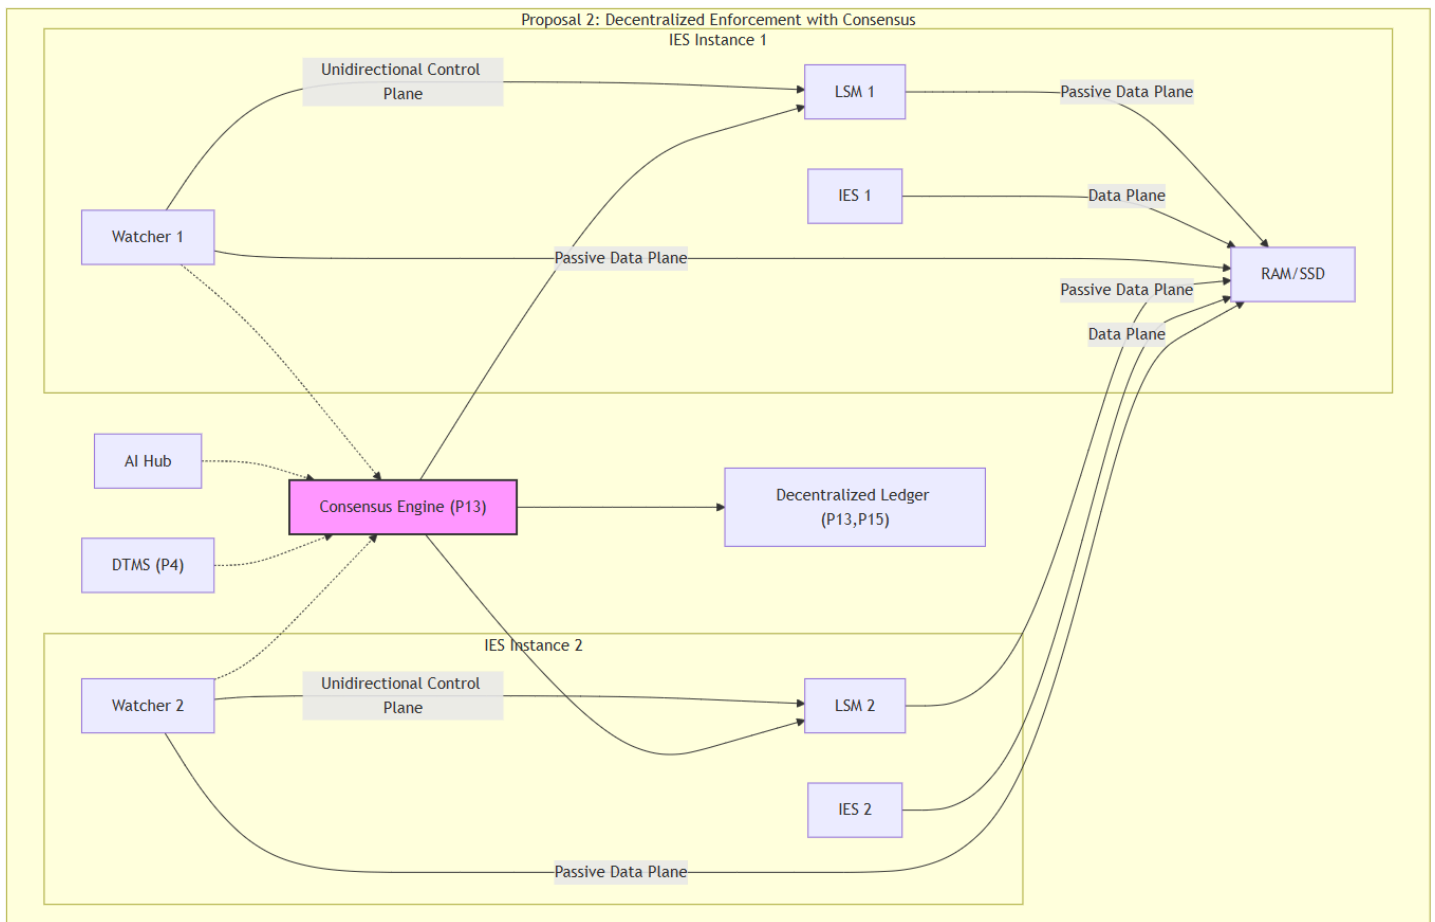 Proposal 2: Decentralized Enforcement with Consensus
IES Instance 1
Unidirectional Control
Plane
LSM 1
Passive Data Plane
IES 1
Data Plane
Watcher 1
Passive Data Plane
RAM/SSD
Passive Data Plane
Data Plane
AI Hub
Consensus Engine (P13)
Decentralized Ledger
(P13,P15)
DTMS (P4)
IES Instance 2
Unidirectional Control
Plane
Watcher 2
LSM 2
IES 2
Passive Data Plane